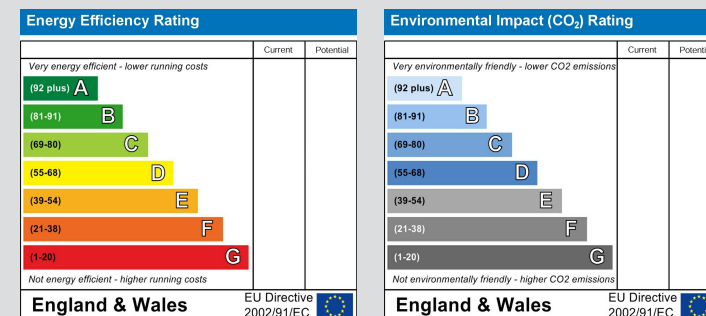 Energy Efficiency Rating
Current Potential
Very energy efficient - lower running costs
(92 plus) A
(81-91) B
(69-80) C
(55-68) D
(39-54) E
(21-38) F
(1-20) G
Not energy efficient - higher running costs
England & Wales
EU Directive
2002/91/EC
Environmental Impact (CO₂) Rating
Current Potenti
Very environmentally friendly - lower CO2 emissions
(92 plus) A
(81-91) B
(69-80) C
(55-68) D
(39-54) E
(21-38) F
(1-20) G
Not environmentally friendly - higher CO2 emissions
England & Wales
EU Directive
2002/91/EC